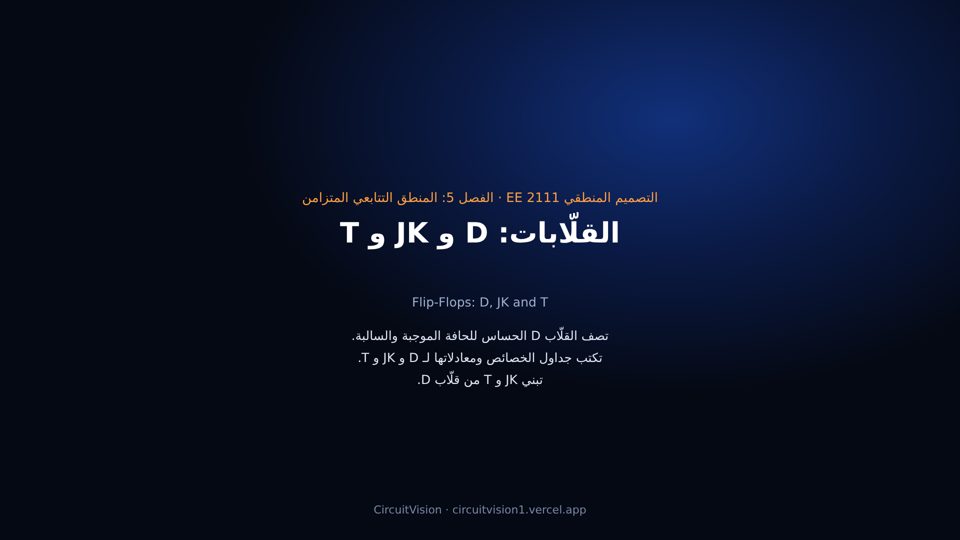 التصميم المنطقي EE 2111 · الفصل 5: المنطق التتابعي المتزامن
القلّابات: D و JK و T
Flip-Flops: D, JK and T
تصف القلّاب D الحساس للحافة الموجبة والسالبة.
تكتب جداول الخصائص ومعادلاتها لـ D و JK و T.
تبني JK و T من قلّاب D.
CircuitVision · circuitvision1.vercel.app